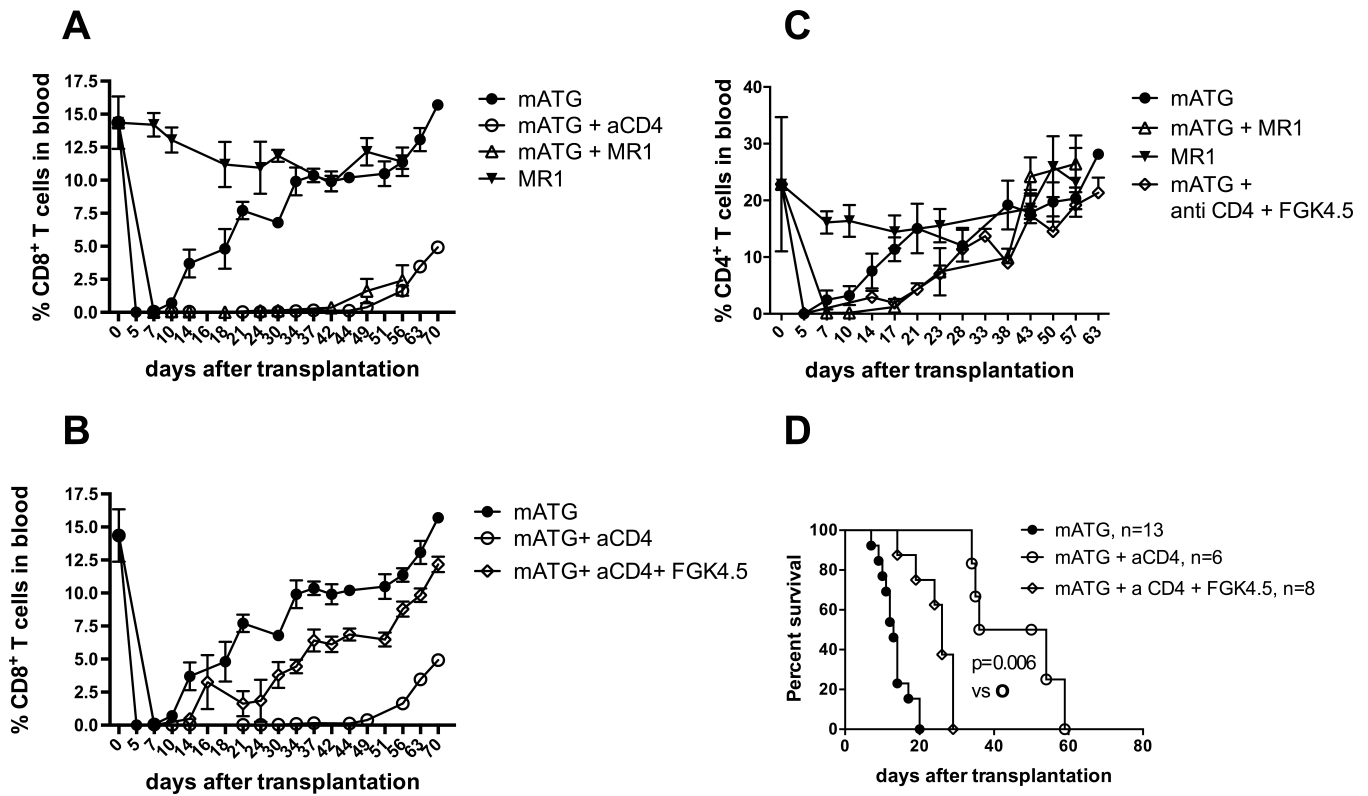 A
% CD8+ T cells in blood
17.5
15.0
12.5
10.0
7.5
5.0
2.5
0.0
0 5 7 10 14 16 18 21 24 30 34 37 42 44 49 51 56 63 70
days after transplantation
mATG
mATG + aCD4
mATG + MR1
MR1
C
% CD4+ T cells in blood
40
30
20
10
0
0 5 7 10 14 17 21 23 28 33 38 43 50 57 63
days after transplantation
mATG
mATG + MR1
MR1
mATG +
anti CD4 + FGK4.5
B
% CD8+ T cells in blood
17.5
15.0
12.5
10.0
7.5
5.0
2.5
0.0
0 5 7 10 14 16 18 21 24 30 34 37 42 44 49 51 56 63 70
days after transplantation
mATG
mATG+ aCD4
mATG+ aCD4+ FGK4.5
D
Percent survival
100
80
60
40
20
0
0 20 40 60 80
days after transplantation
p=0.006
vs O
mATG, n=13
mATG + aCD4, n=6
mATG + a CD4 + FGK4.5, n=8